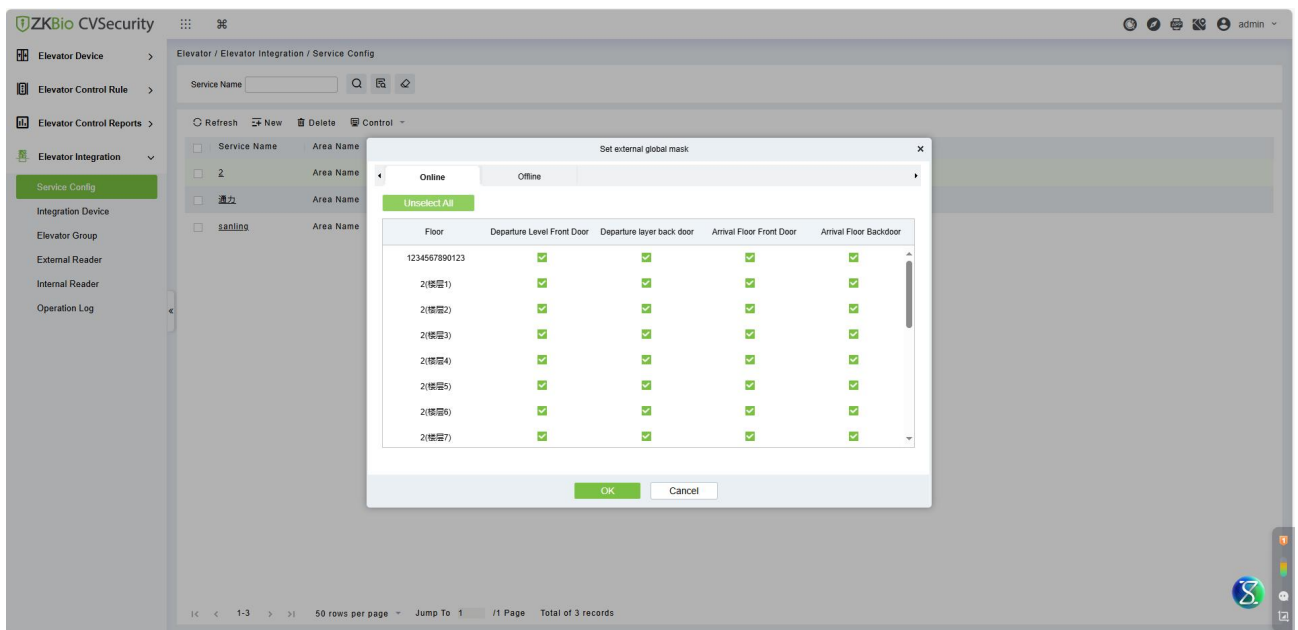 ZKBio CVSecurity
admin
Elevator Device
Elevator Control Rule
Elevator Control Reports
Elevator Integration
Service Config
Integration Device
Elevator Group
External Reader
Internal Reader
Operation Log
Elevator / Elevator Integration / Service Config
Service Name
Refresh New Delete Control
Service Name Area Name
2 Area Name
通力 Area Name
sanling Area Name
Set external global mask
Online Offline
Unselect All
Floor Departure Level Front Door Departure layer back door Arrival Floor Front Door Arrival Floor Backdoor
1234567890123
2(楼层1)
2(楼层2)
2(楼层3)
2(楼层4)
2(楼层5)
2(楼层6)
2(楼层7)
OK Cancel
1-3 50 rows per page Jump To 1 /1 Page Total of 3 records